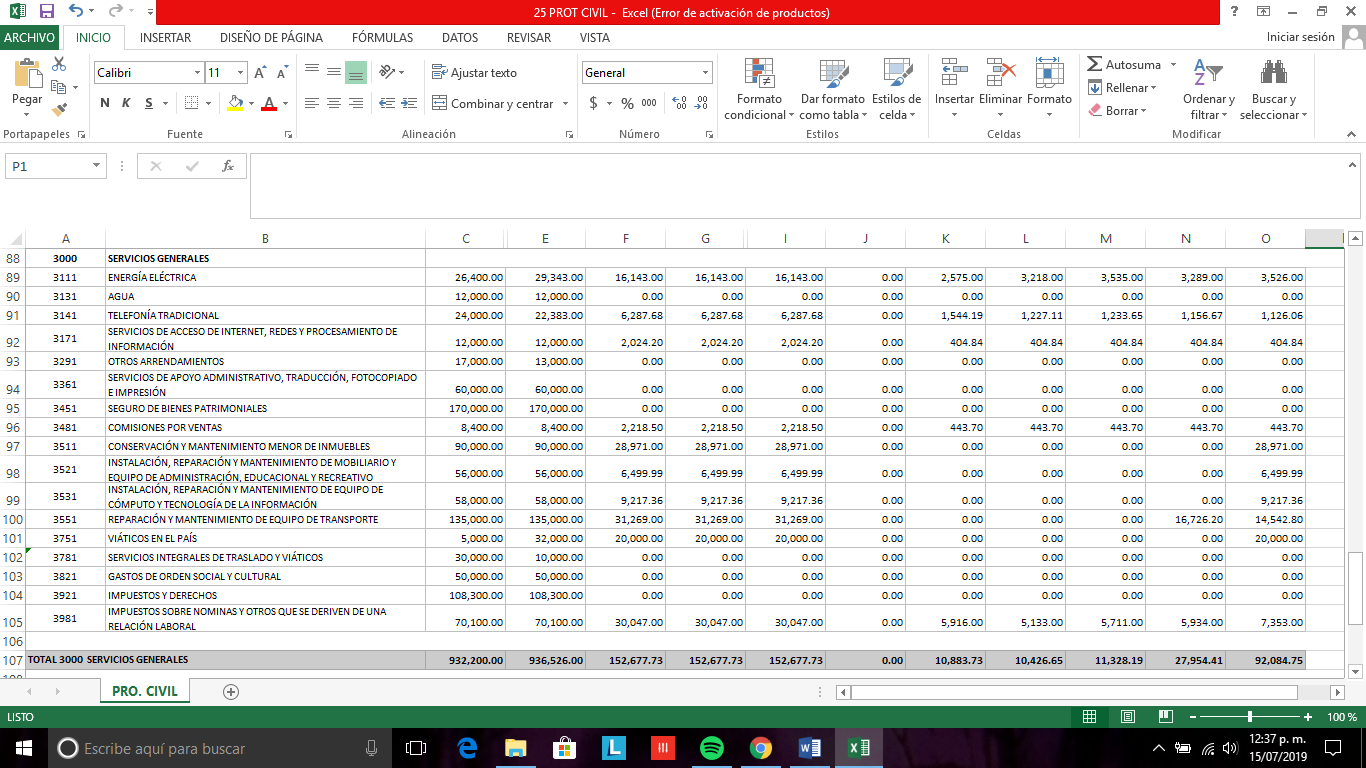 25 PROT CIVIL - Excel (Error de activación de productos)
ARCHIVO INICIO INSERTAR DISEÑO DE PÁGINA FÓRMULAS DATOS REVISAR VISTA Iniciar sesión
Pegar Calibri 11 Ajustar texto General Formato condicional Dar formato como tabla Estilos de celda Insertar Eliminar Formato Autosuma Rellenar Borrar Ordenar y filtrar Buscar y seleccionar
N K S Combinar y centrar $ % 000
Portapapeles Fuente Alineación Número Estilos Celdas Modificar
P1 fx
A B C E F G I J K L M N O
88 3000 SERVICIOS GENERALES
89 3111 ENERGÍA ELÉCTRICA 26,400.00 29,343.00 16,143.00 16,143.00 16,143.00 0.00 2,575.00 3,218.00 3,535.00 3,289.00 3,526.00
90 3131 AGUA 12,000.00 12,000.00 0.00 0.00 0.00 0.00 0.00 0.00 0.00 0.00 0.00
91 3141 TELEFONÍA TRADICIONAL 24,000.00 22,383.00 6,287.68 6,287.68 6,287.68 0.00 1,544.19 1,227.11 1,233.65 1,156.67 1,126.06
SERVICIOS DE ACCESO DE INTERNET, REDES Y PROCESAMIENTO DE
92 3171 INFORMACIÓN 12,000.00 12,000.00 2,024.20 2,024.20 2,024.20 0.00 404.84 404.84 404.84 404.84 404.84
93 3291 OTROS ARRENDAMIENTOS 17,000.00 13,000.00 0.00 0.00 0.00 0.00 0.00 0.00 0.00 0.00 0.00
SERVICIOS DE APOYO ADMINISTRATIVO, TRADUCCIÓN, FOTOCOPIADO
94 3361 E IMPRESIÓN 60,000.00 60,000.00 0.00 0.00 0.00 0.00 0.00 0.00 0.00 0.00 0.00
95 3451 SEGURO DE BIENES PATRIMONIALES 170,000.00 170,000.00 0.00 0.00 0.00 0.00 0.00 0.00 0.00 0.00 0.00
96 3481 COMISIONES POR VENTAS 8,400.00 8,400.00 2,218.50 2,218.50 2,218.50 0.00 443.70 443.70 443.70 443.70 443.70
97 3511 CONSERVACIÓN Y MANTENIMIENTO MENOR DE INMUEBLES 90,000.00 90,000.00 28,971.00 28,971.00 28,971.00 0.00 0.00 0.00 0.00 0.00 28,971.00
INSTALACIÓN, REPARACIÓN Y MANTENIMIENTO DE MOBILIARIO Y
98 3521 EQUIPO DE ADMINISTRACIÓN, EDUCACIONAL Y RECREATIVO 56,000.00 56,000.00 6,499.99 6,499.99 6,499.99 0.00 0.00 0.00 0.00 0.00 6,499.99
INSTALACIÓN, REPARACIÓN Y MANTENIMIENTO DE EQUIPO DE
99 3531 CÓMPUTO Y TECNOLOGÍA DE LA INFORMACIÓN 58,000.00 58,000.00 9,217.36 9,217.36 9,217.36 0.00 0.00 0.00 0.00 0.00 9,217.36
100 3551 REPARACIÓN Y MANTENIMIENTO DE EQUIPO DE TRANSPORTE 135,000.00 135,000.00 31,269.00 31,269.00 31,269.00 0.00 0.00 0.00 0.00 16,726.20 14,542.80
101 3751 VIÁTICOS EN EL PAÍS 5,000.00 32,000.00 20,000.00 20,000.00 20,000.00 0.00 0.00 0.00 0.00 0.00 20,000.00
102 3781 SERVICIOS INTEGRALES DE TRASLADO Y VIÁTICOS 30,000.00 10,000.00 0.00 0.00 0.00 0.00 0.00 0.00 0.00 0.00 0.00
103 3821 GASTOS DE ORDEN SOCIAL Y CULTURAL 50,000.00 50,000.00 0.00 0.00 0.00 0.00 0.00 0.00 0.00 0.00 0.00
104 3921 IMPUESTOS Y DERECHOS 108,300.00 108,300.00 0.00 0.00 0.00 0.00 0.00 0.00 0.00 0.00 0.00
IMPUESTOS SOBRE NOMINAS Y OTROS QUE SE DERIVEN DE UNA
105 3981 RELACIÓN LABORAL 70,100.00 70,100.00 30,047.00 30,047.00 30,047.00 0.00 5,916.00 5,133.00 5,711.00 5,934.00 7,353.00
106
107 TOTAL 3000 SERVICIOS GENERALES 932,200.00 936,526.00 152,677.73 152,677.73 152,677.73 0.00 10,883.73 10,426.65 11,328.19 27,954.41 92,084.75
PRO. CIVIL
LISTO 100 %
Escribe aquí para buscar 12:37 p. m.
15/07/2019